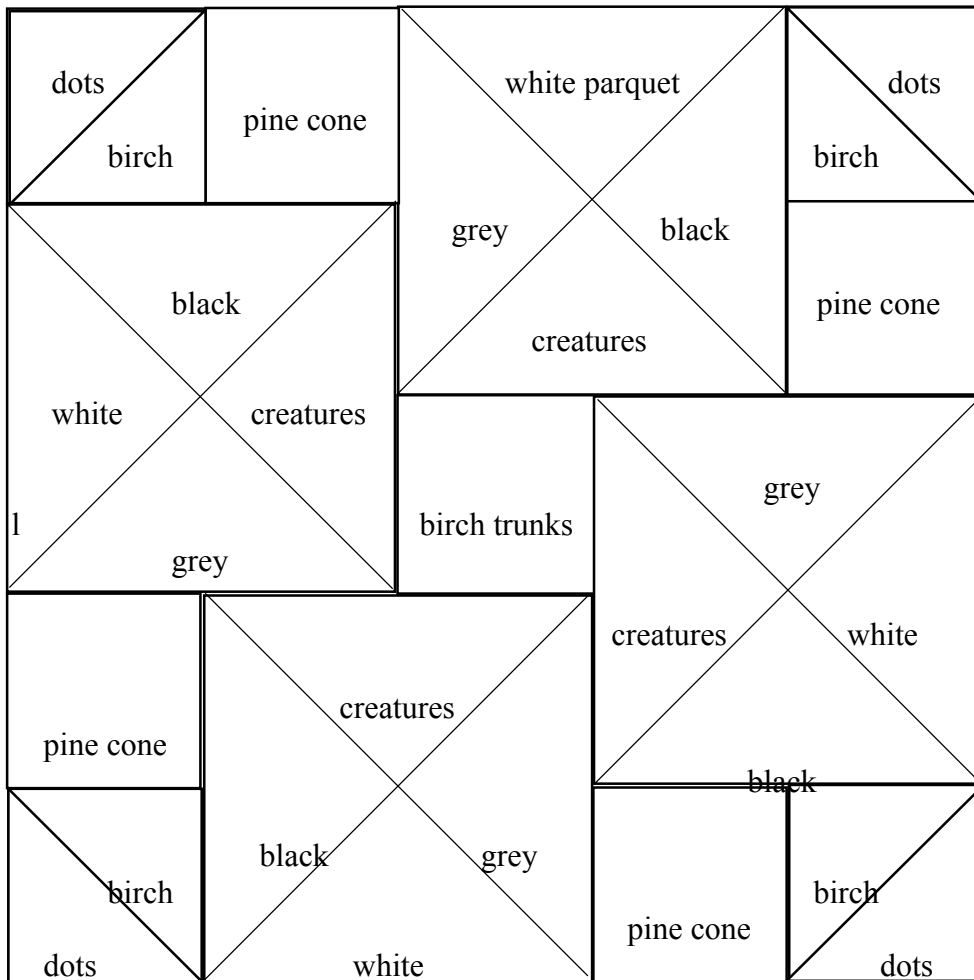 dots
white parquet
dots
pine cone
birch
birch
grey
black
black
pine cone
creatures
white
creatures
grey
l
birch trunks
grey
creatures
white
creatures
pine cone
black
black
grey
birch
birch
pine cone
dots
white
dots